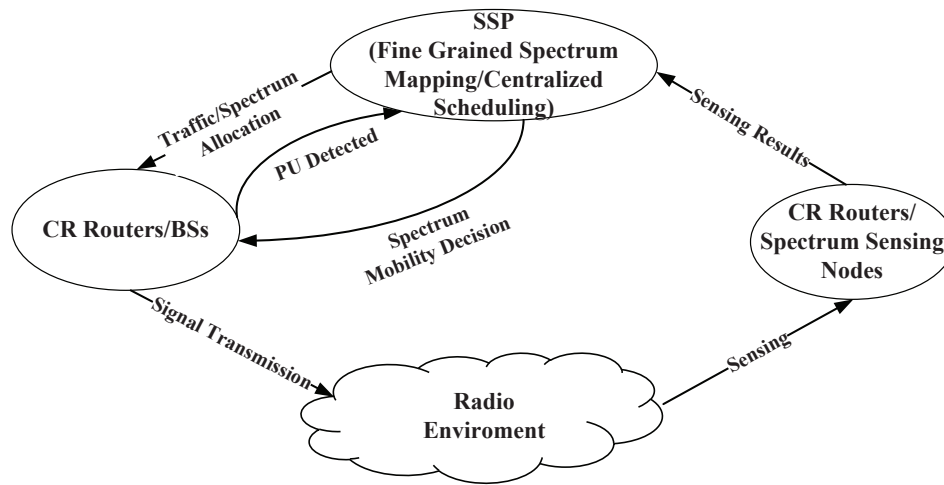 SSP
(Fine Grained Spectrum
Mapping/Centralized
Scheduling)
Traffic/Spectrum
Allocation
PU Detected
Sensing Results
CR Routers/BSs
Spectrum
Mobility Decision
CR Routers/
Spectrum Sensing
Nodes
Signal Transmission
Sensing
Radio
Enviroment